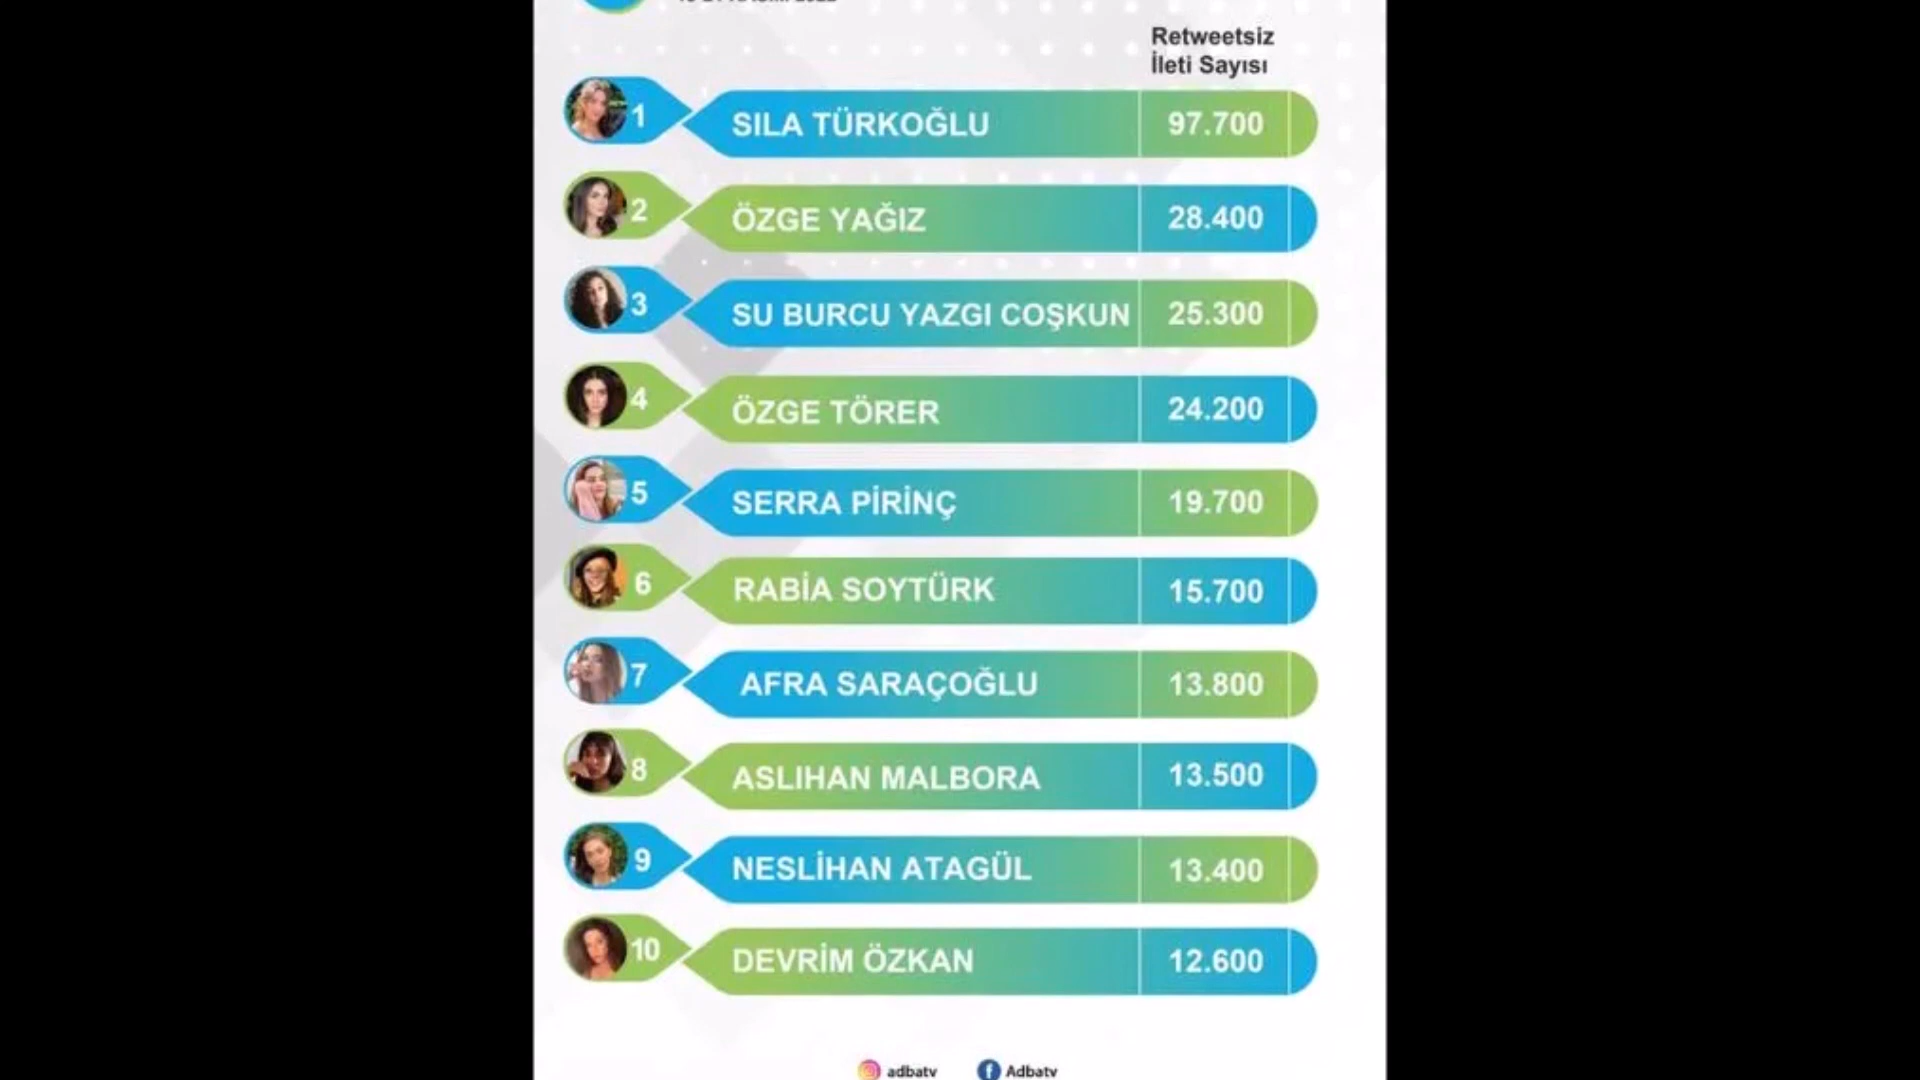 Retweetsiz
İleti Sayısı
1 SILA TÜRKOĞLU 97.700
2 ÖZGE YAĞIZ 28.400
3 SU BURCU YAZGI COŞKUN 25.300
4 ÖZGE TÖRER 24.200
5 SERRA PİRİNÇ 19.700
6 RABİA SOYTÜRK 15.700
7 AFRA SARAÇOĞLU 13.800
8 ASLIHAN MALBORA 13.500
9 NESLİHAN ATAGÜL 13.400
10 DEVRİM ÖZKAN 12.600
adbatv Adbatv